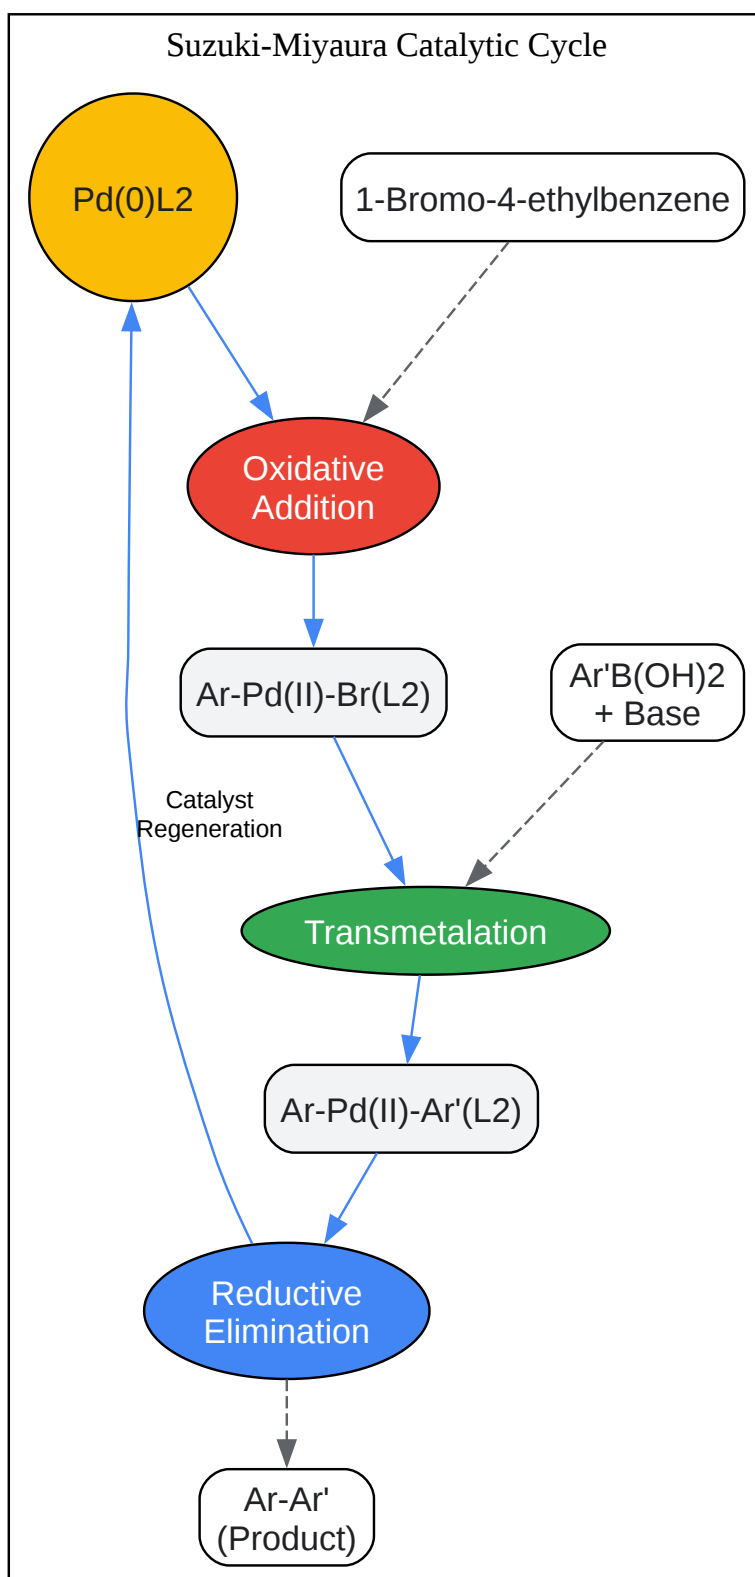 Suzuki-Miyaura Catalytic Cycle
Pd(0)L2
1-Bromo-4-ethylbenzene
Oxidative
Addition
Ar-Pd(II)-Br(L2)
Ar'B(OH)2
+ Base
Catalyst
Regeneration
Transmetalation
Ar-Pd(II)-Ar'(L2)
Reductive
Elimination
Ar-Ar'
(Product)